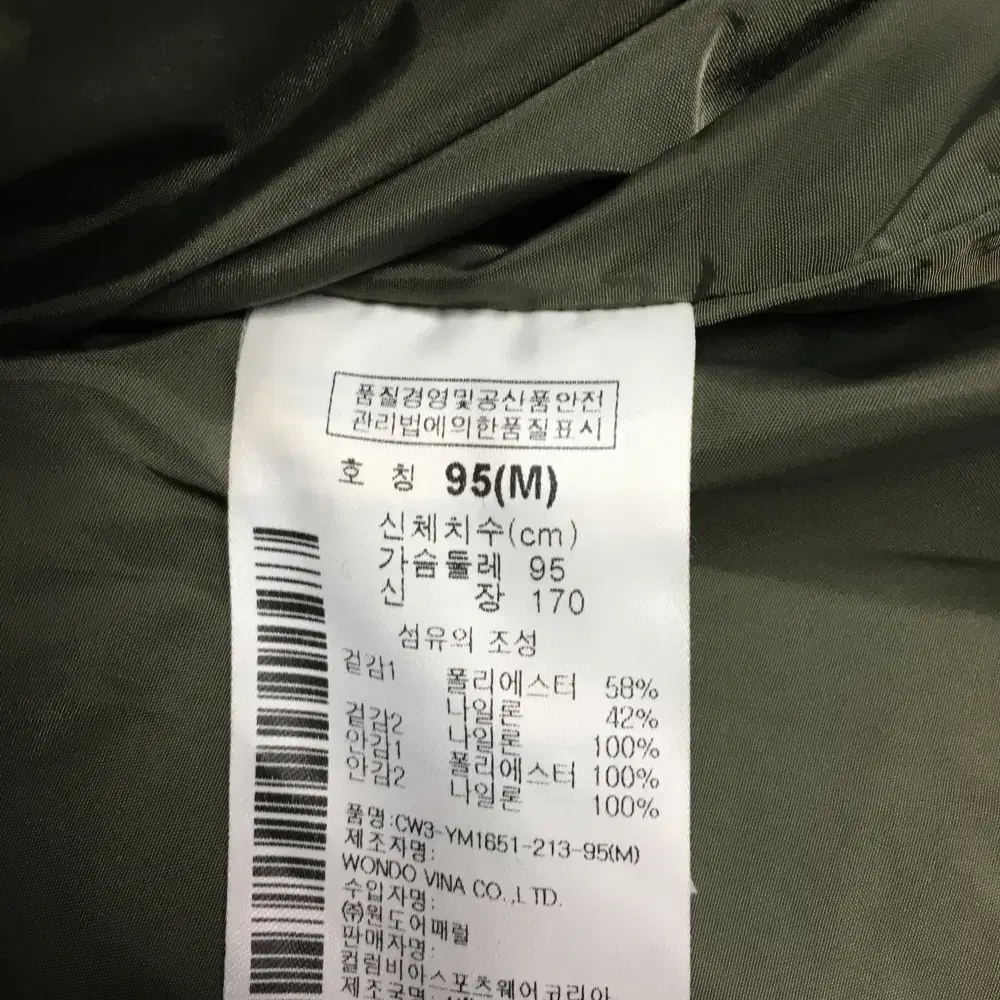 품질경영및공산품안전
관리법에의한품질표시
호 칭 95(M)
신체치수(cm)
가슴둘레 95
신 장 170
섬유의 조성
겉감1 폴리에스터 58%
나일론 42%
겉감2 나일론 100%
안감1 폴리에스터 100%
안감2 나일론 100%
품명:CW3-YM1651-213-95(M)
제조자명:
WONDO VINA CO.,LTD.
수입자명:
㈜원도어패럴
판매자명:
컬럼비아스포츠웨어코리아
제조국명: